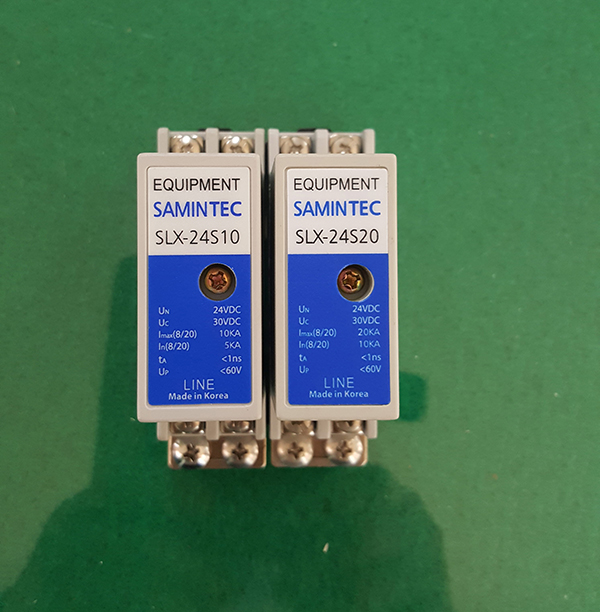 EQUIPMENT
SAMINTEC
SLX-24S10
UN 24VDC
UC 30VDC
Imax(8/20) 10KA
In(8/20) 5KA
tA <1ns
UP <60V
LINE
Made in Korea
EQUIPMENT
SAMINTEC
SLX-24S20
UN 24VDC
UC 30VDC
Imax(8/20) 20KA
In(8/20) 10KA
tA <1ns
UP <60V
LINE
Made in Korea